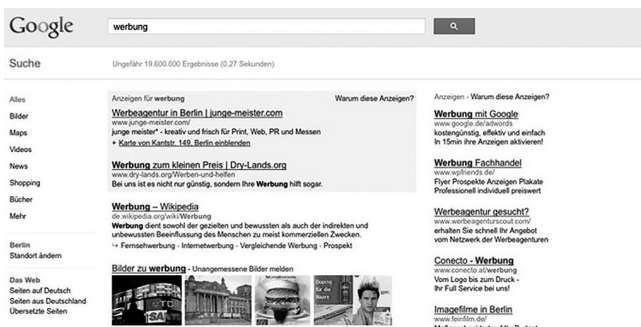 Google
werbung
Suche
Ungefähr 19.600.000 Ergebnisse (0,27 Sekunden)
Alles
Bilder
Maps
Videos
News
Shopping
Bücher
Mehr
Berlin
Standort ändern
Das Web
Seiten auf Deutsch
Seiten aus Deutschland
Übersetzte Seiten
Anzeigen für werbung
Warum diese Anzeigen?
Werbeagentur in Berlin | junge-meister.com
www.junge-meister.com/
junge meister* - kreativ und frisch für Print, Web, PR und Messen
+ Karte von Kantstr. 149, Berlin einblenden
Werbung zum kleinen Preis | Dry-Lands.org
www.dry-lands.org/Werben-und-helfen
Bei uns ist es nicht nur günstig, sondern Ihre Werbung hilft sogar.
Werbung – Wikipedia
de.wikipedia.org/wiki/Werbung
Werbung dient sowohl der gezielten und bewussten als auch der indirekten und
unbewussten Beeinflussung des Menschen zu meist kommerziellen Zwecken.
↪ Fernsehwerbung - Internetwerbung - Vergleichende Werbung - Prospekt
Bilder zu werbung - Unangemessene Bilder melden
Doping
für die
Haare
Anzeigen - Warum diese Anzeigen?
Werbung mit Google
www.google.de/adwords
kostengünstig, effektiv und einfach
In 15min ihre Anzeigen aktivieren!
Werbung Fachhandel
www.wpfriends.de/
Flyer Prospekte Anzeigen Plakate
Professionell individuell preiswert
Werbeagentur gesucht?
www.werbeagenturscout.com/
erhalten Sie schnell Ihr Angebot
vom Netzwerk der Werbeagenturen
Conecto - Werbung
www.conecto.at/werbung
Vom Logo bis zum Druck -
Ihr Full Service bei uns!
Imagefilme in Berlin
www.feinfilm.de/